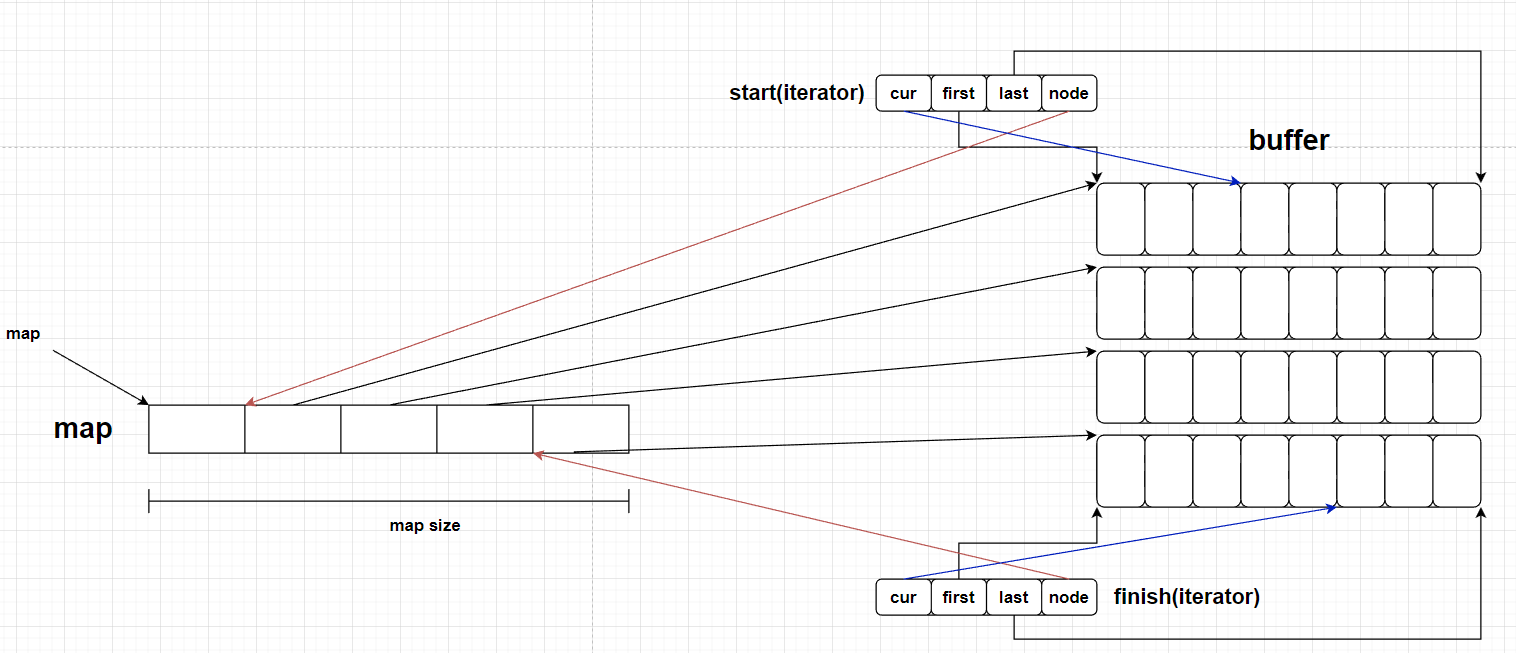 start(iterator)
cur first last node
buffer
map
map
map size
cur first last node
finish(iterator)